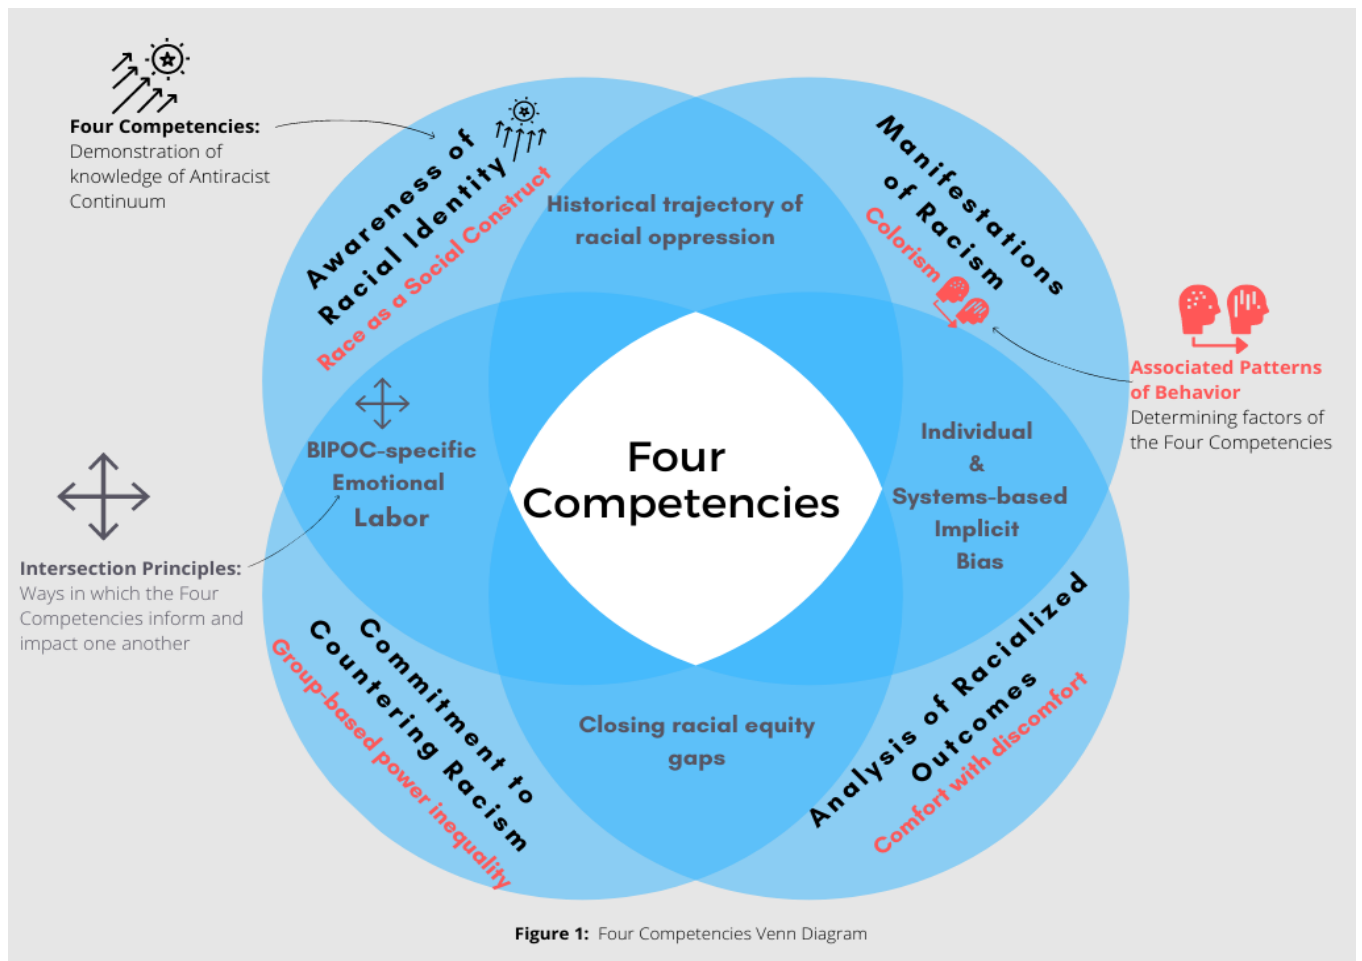 Four Competencies:
Demonstration of
knowledge of Antiracist
Continuum
Awareness of
Racial Identity
Race as a Social Construct
Historical trajectory of
racial oppression
Manifestations
of Racism
Colorism
Associated Patterns
of Behavior
Determining factors of
the Four Competencies
BIPOC-specific
Emotional
Labor
Four
Competencies
Individual
&
Systems-based
Implicit
Bias
Intersection Principles:
Ways in which the Four
Competencies inform and
impact one another
Commitment to
Countering Racism
Group-based power inequality
Closing racial equity
gaps
Analysis of Racialized
Outcomes
Comfort with discomfort
Figure 1: Four Competencies Venn Diagram